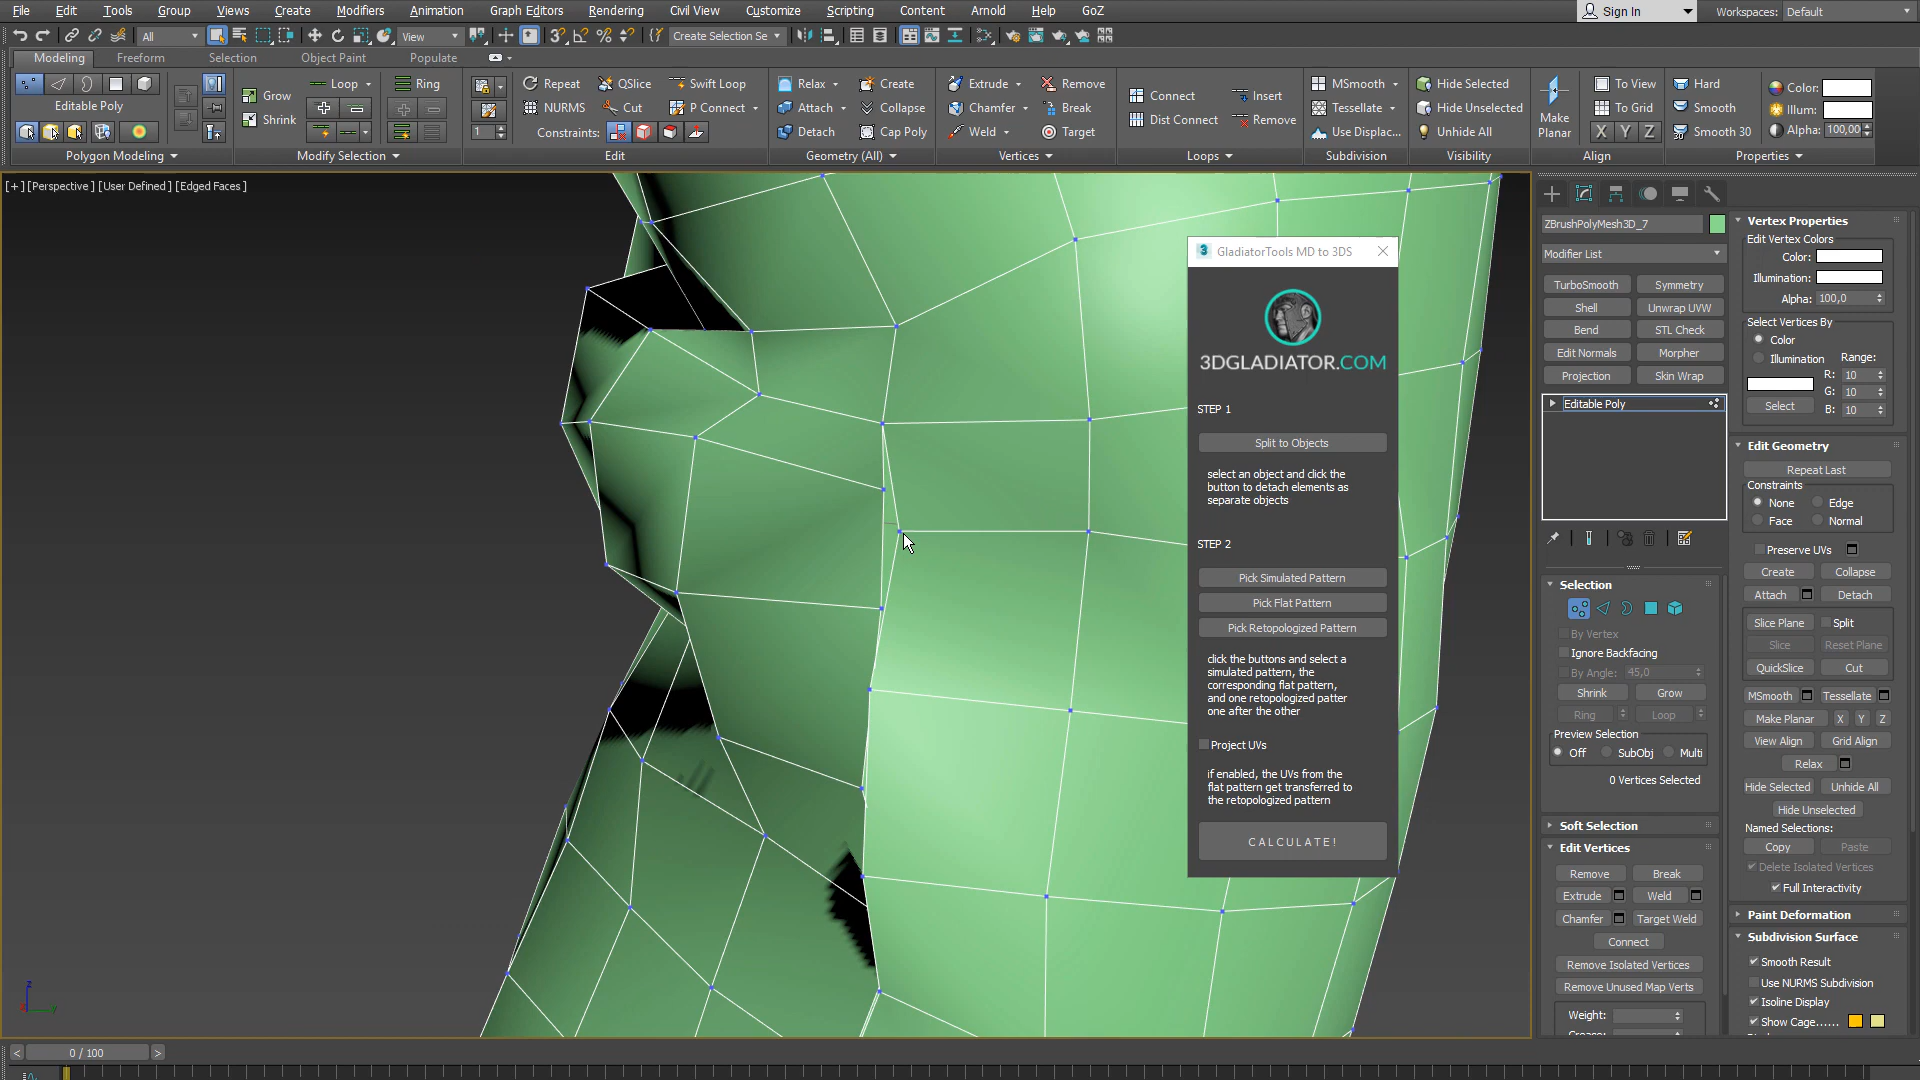 File Edit Tools Group Views Create Modifiers Animation Graph Editors Rendering Civil View Customize Scripting Content Arnold Help GoZ Sign In Workspaces: Default
All View Create Selection Se
Modeling Freeform Selection Object Paint Populate
Loop Ring Repeat QSlice Swift Loop Relax Create Extrude Remove MSmooth Hide Selected To View Hard Color:
Editable Poly Grow NURMS Cut P Connect Attach Collapse Chamfer Break Connect Insert Tessellate Hide Unselected Make Planar To Grid Smooth Illum:
Shrink 1 Constraints: Detach Cap Poly Weld Target Dist Connect Remove Use Displac... Unhide All X Y Z Smooth 30 Alpha: 100,00
Polygon Modeling Modify Selection Edit Geometry (All) Vertices Loops Subdivision Visibility Align Properties
[+] [Perspective] [User Defined] [Edged Faces]
3 GladiatorTools MD to 3DS
3DGLADIATOR.COM
STEP 1
Split to Objects
select an object and click the
button to detach elements as
separate objects
STEP 2
Pick Simulated Pattern
Pick Flat Pattern
Pick Retopologized Pattern
click the buttons and select a
simulated pattern, the
corresponding flat pattern,
and one retopologized patter
one after the other
Project UVs
if enabled, the UVs from the
flat pattern get transferred to
the retopologized pattern
CALCULATE!
ZBrushPolyMesh3D_7
Modifier List
TurboSmooth Symmetry
Shell Unwrap UVW
Bend STL Check
Edit Normals Morpher
Projection Skin Wrap
Editable Poly
Selection
By Vertex
Ignore Backfacing
By Angle: 45,0
Shrink Grow
Ring Loop
Preview Selection
Off SubObj Multi
0 Vertices Selected
Soft Selection
Edit Vertices
Remove Break
Extrude Weld
Chamfer Target Weld
Connect
Remove Isolated Vertices
Remove Unused Map Verts
Weight:
Vertex Properties
Edit Vertex Colors
Color:
Illumination:
Alpha: 100,0
Select Vertices By
Color
Illumination Range:
R: 10
G: 10
Select B: 10
Edit Geometry
Repeat Last
Constraints
None Edge
Face Normal
Preserve UVs
Create Collapse
Attach Detach
Slice Plane Split
Slice Reset Plane
QuickSlice Cut
MSmooth Tessellate
Make Planar X Y Z
View Align Grid Align
Relax
Hide Selected Unhide All
Hide Unselected
Named Selections:
Copy Paste
Delete Isolated Vertices
Full Interactivity
Paint Deformation
Subdivision Surface
Smooth Result
Use NURMS Subdivision
Isoline Display
Show Cage......
z
x y
< 0 / 100 >